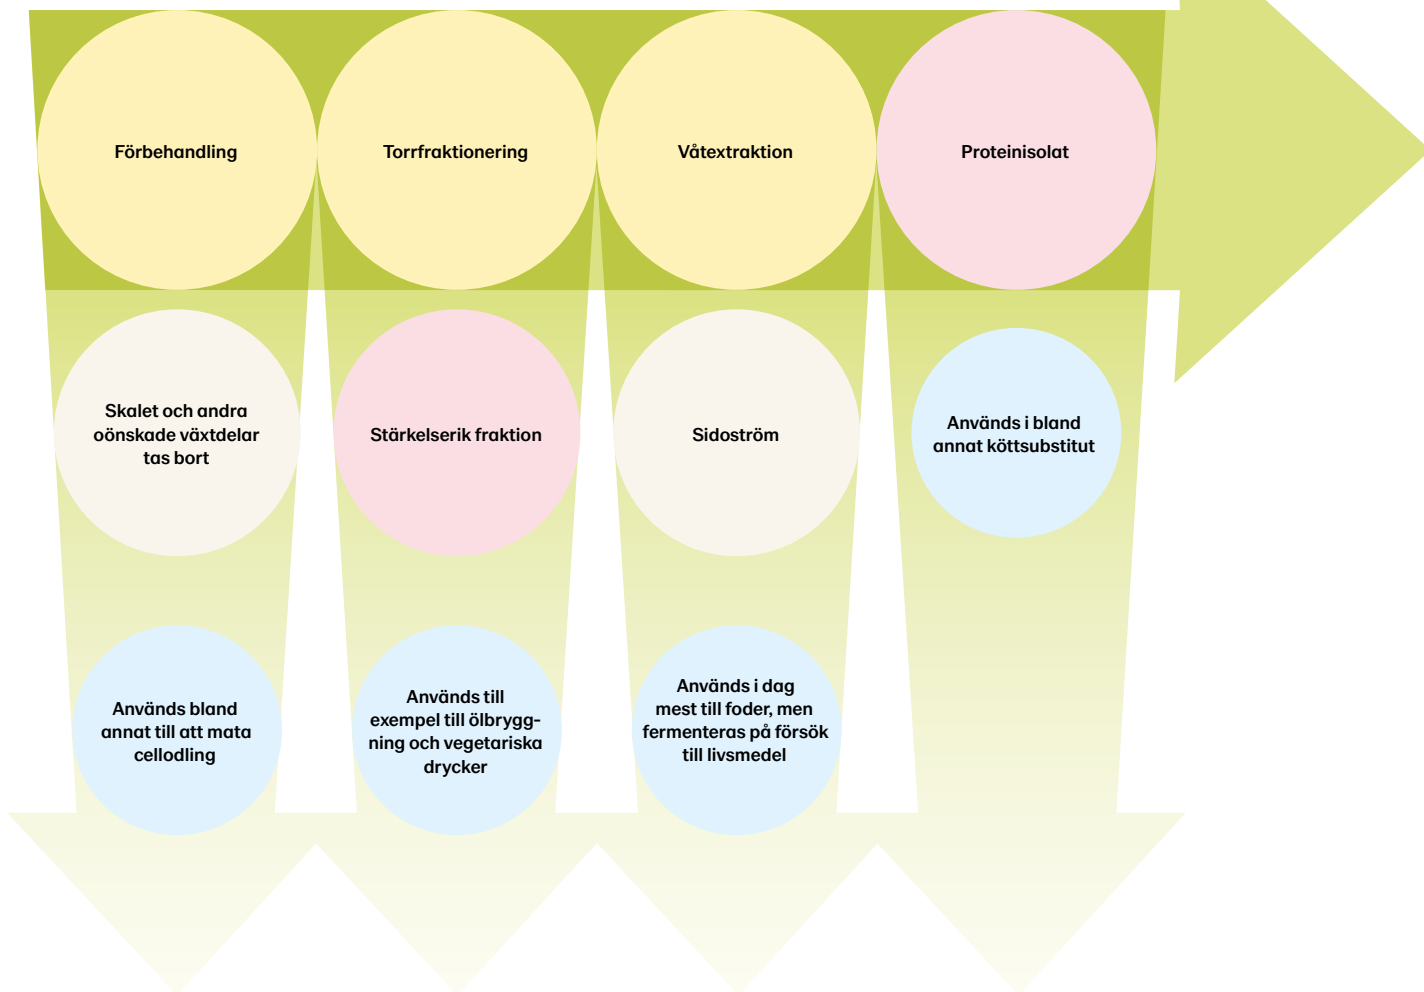 Förbehandling
Torrfraktionering
Våtextraktion
Proteinisolat
Skalet och andra
oönskade växtdelar
tas bort
Stärkelserik fraktion
Sidoström
Används i bland
annat köttsubstitut
Används bland
annat till att mata
cellodling
Används till
exempel till ölbrygg-
ning och vegetariska
drycker
Används i dag
mest till foder, men
fermenteras på försök
till livsmedel